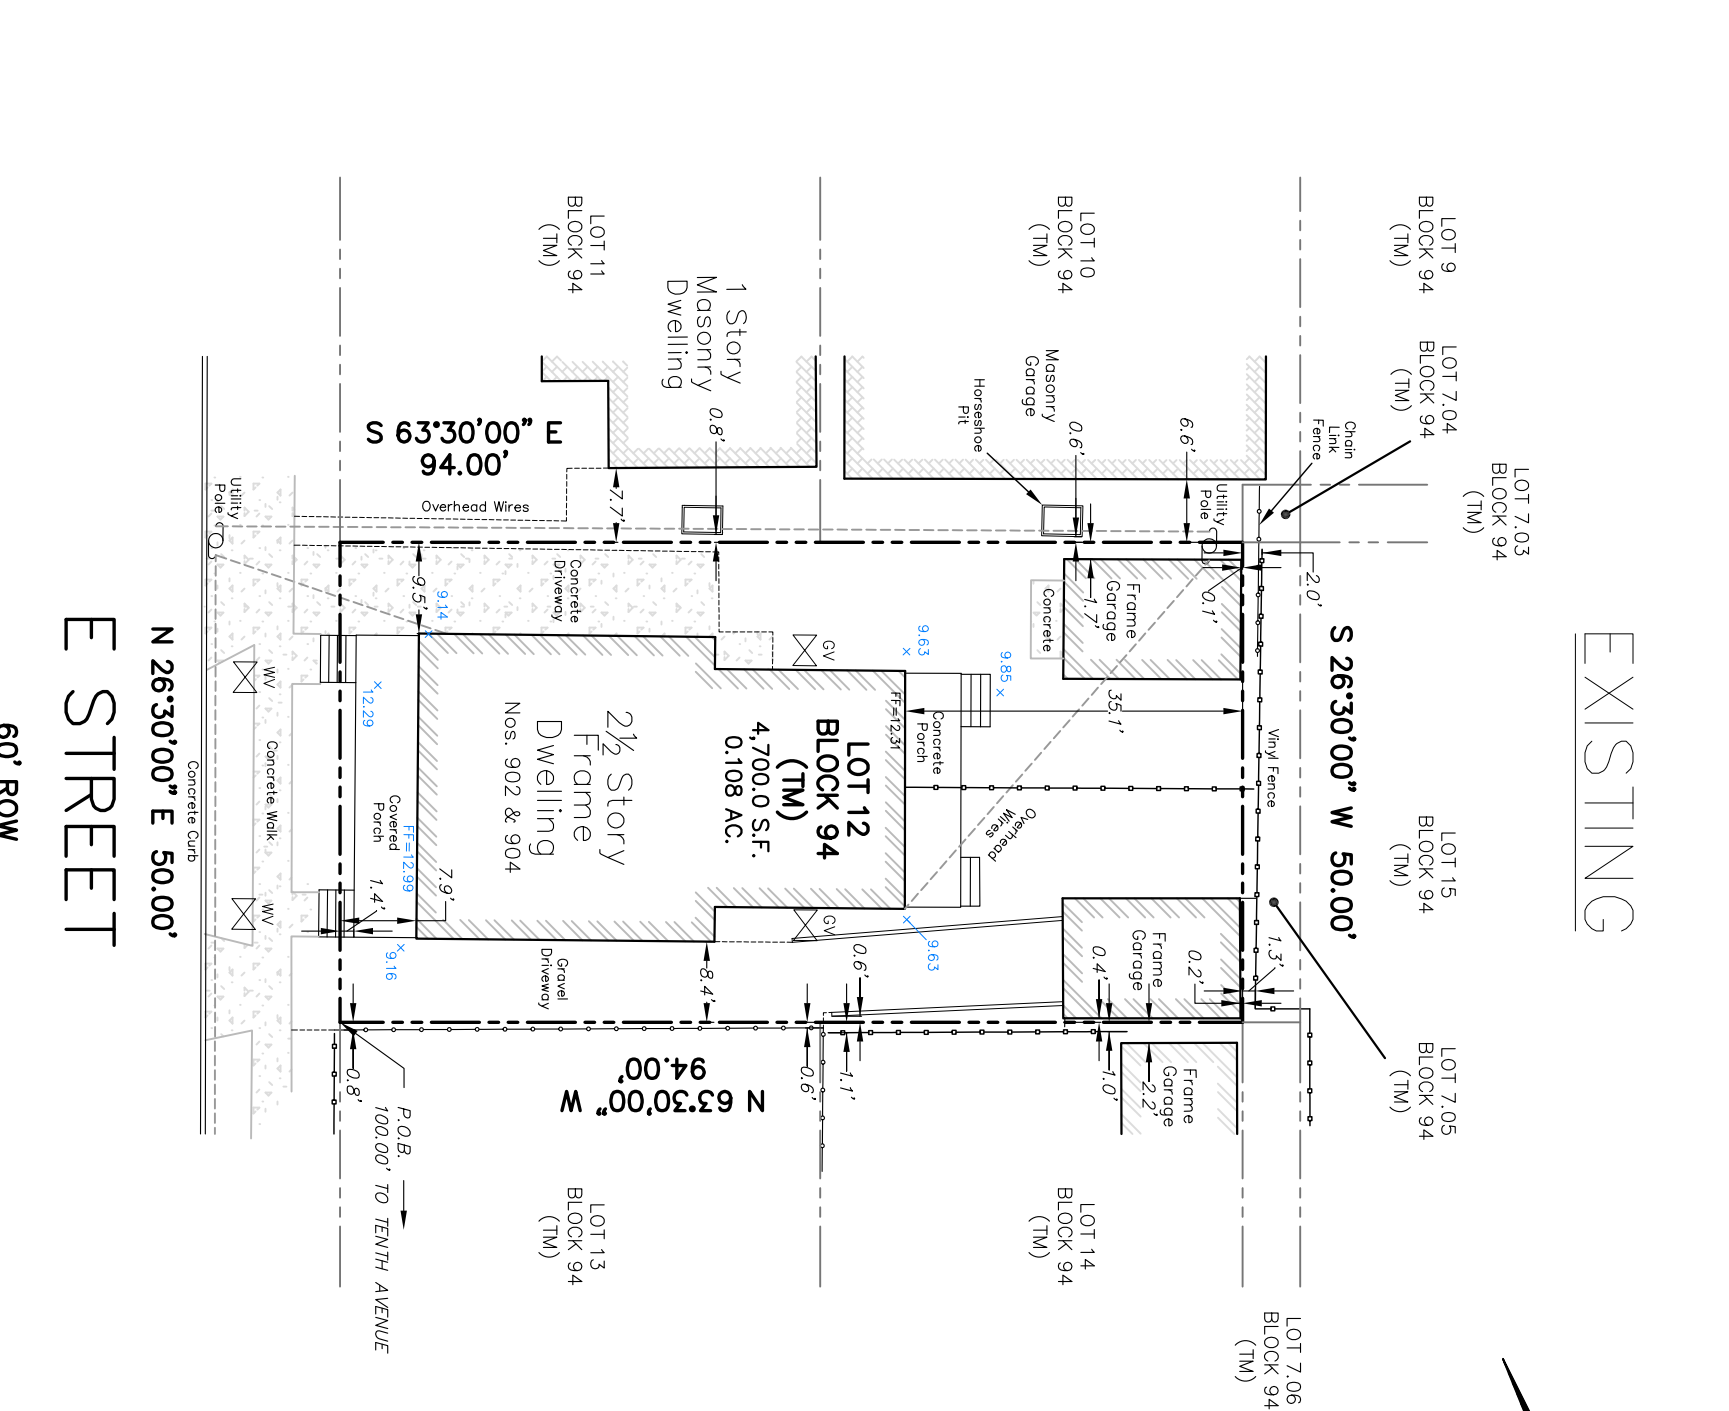 EXISTING
LOT 9
BLOCK 94
(TM)
LOT 7.04
BLOCK 94
(TM)
LOT 7.03
BLOCK 94
(TM)
LOT 15
BLOCK 94
(TM)
LOT 7.05
BLOCK 94
(TM)
LOT 7.06
BLOCK 94
(TM)
Chain
Link
Fence
S 26°30'00" W 50.00'
2.0'
Vinyl Fence
1.3'
LOT 10
BLOCK 94
(TM)
Masonry
Garage
Horseshoe
Pit
0.6'
6.6'
Utility
Pole
0.1'
Frame
Garage
1.7'
Concrete
35.1'
Overhead
Wires
Frame
Garage
0.2'
0.4'
Frame
Garage
2.2'
1.0'
LOT 14
BLOCK 94
(TM)
9.63
9.85
FF=12.31
Concrete
Porch
GV
LOT 12
BLOCK 94
(TM)
4,700.0 S.F.
0.108 AC.
GV
9.63
0.6'
1.1'
0.6'
LOT 11
BLOCK 94
(TM)
1 Story
Masonry
Dwelling
0.8'
7.7'
S 63°30'00" E
94.00'
Overhead Wires
Concrete
Driveway
9.5'
9.14
2½ Story
Frame
Dwelling
Nos. 902 & 904
8.4'
Gravel
Driveway
N 63°30'00" W
94.00'
LOT 13
BLOCK 94
(TM)
12.29
Covered
Porch
FF=12.99
7.9'
1.4'
9.16
0.8'
P.O.B.
100.00' TO TENTH AVENUE
Utility
Pole
WV
Concrete Walk
WV
Concrete Curb
N 26°30'00" E 50.00'
E STREET
60' ROW